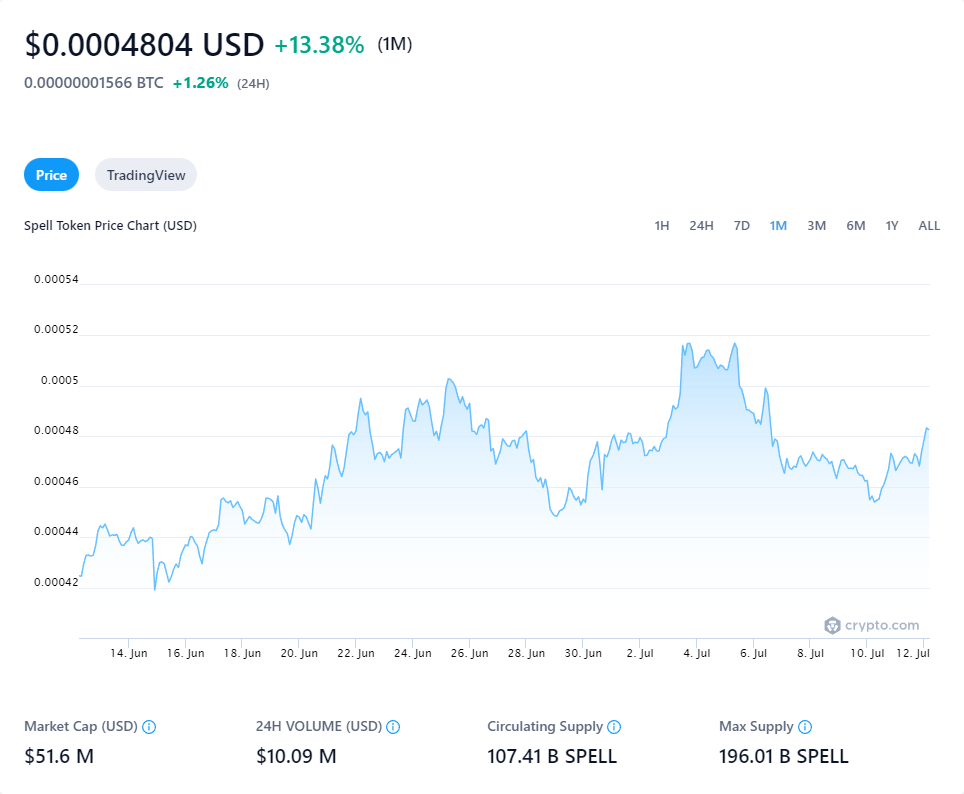 $0.0004804 USD +13.38% (1M)
0.00000001566 BTC +1.26% (24H)
Price TradingView
Spell Token Price Chart (USD) 1H 24H 7D 1M 3M 6M 1Y ALL
0.00054
0.00052
0.0005
0.00048
0.00046
0.00044
0.00042
crypto.com
14. Jun 16. Jun 18. Jun 20. Jun 22. Jun 24. Jun 26. Jun 28. Jun 30. Jun 2. Jul 4. Jul 6. Jul 8. Jul 10. Jul 12. Jul
Market Cap (USD) 24H VOLUME (USD) Circulating Supply Max Supply
$51.6 M $10.09 M 107.41 B SPELL 196.01 B SPELL